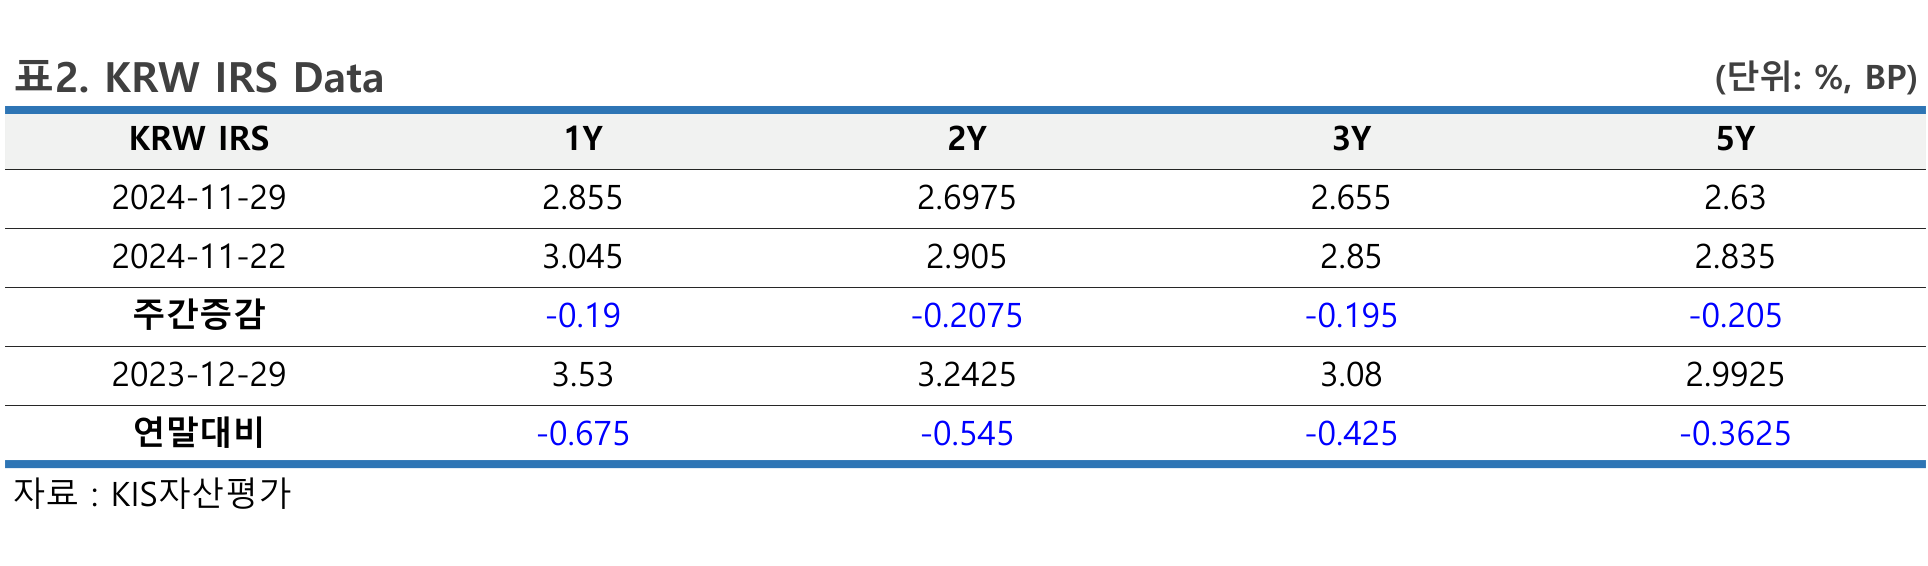 표2. KRW IRS Data (단위: %, BP)
KRW IRS 1Y 2Y 3Y 5Y
2024-11-29 2.855 2.6975 2.655 2.63
2024-11-22 3.045 2.905 2.85 2.835
주간증감 -0.19 -0.2075 -0.195 -0.205
2023-12-29 3.53 3.2425 3.08 2.9925
연말대비 -0.675 -0.545 -0.425 -0.3625
자료 : KIS자산평가